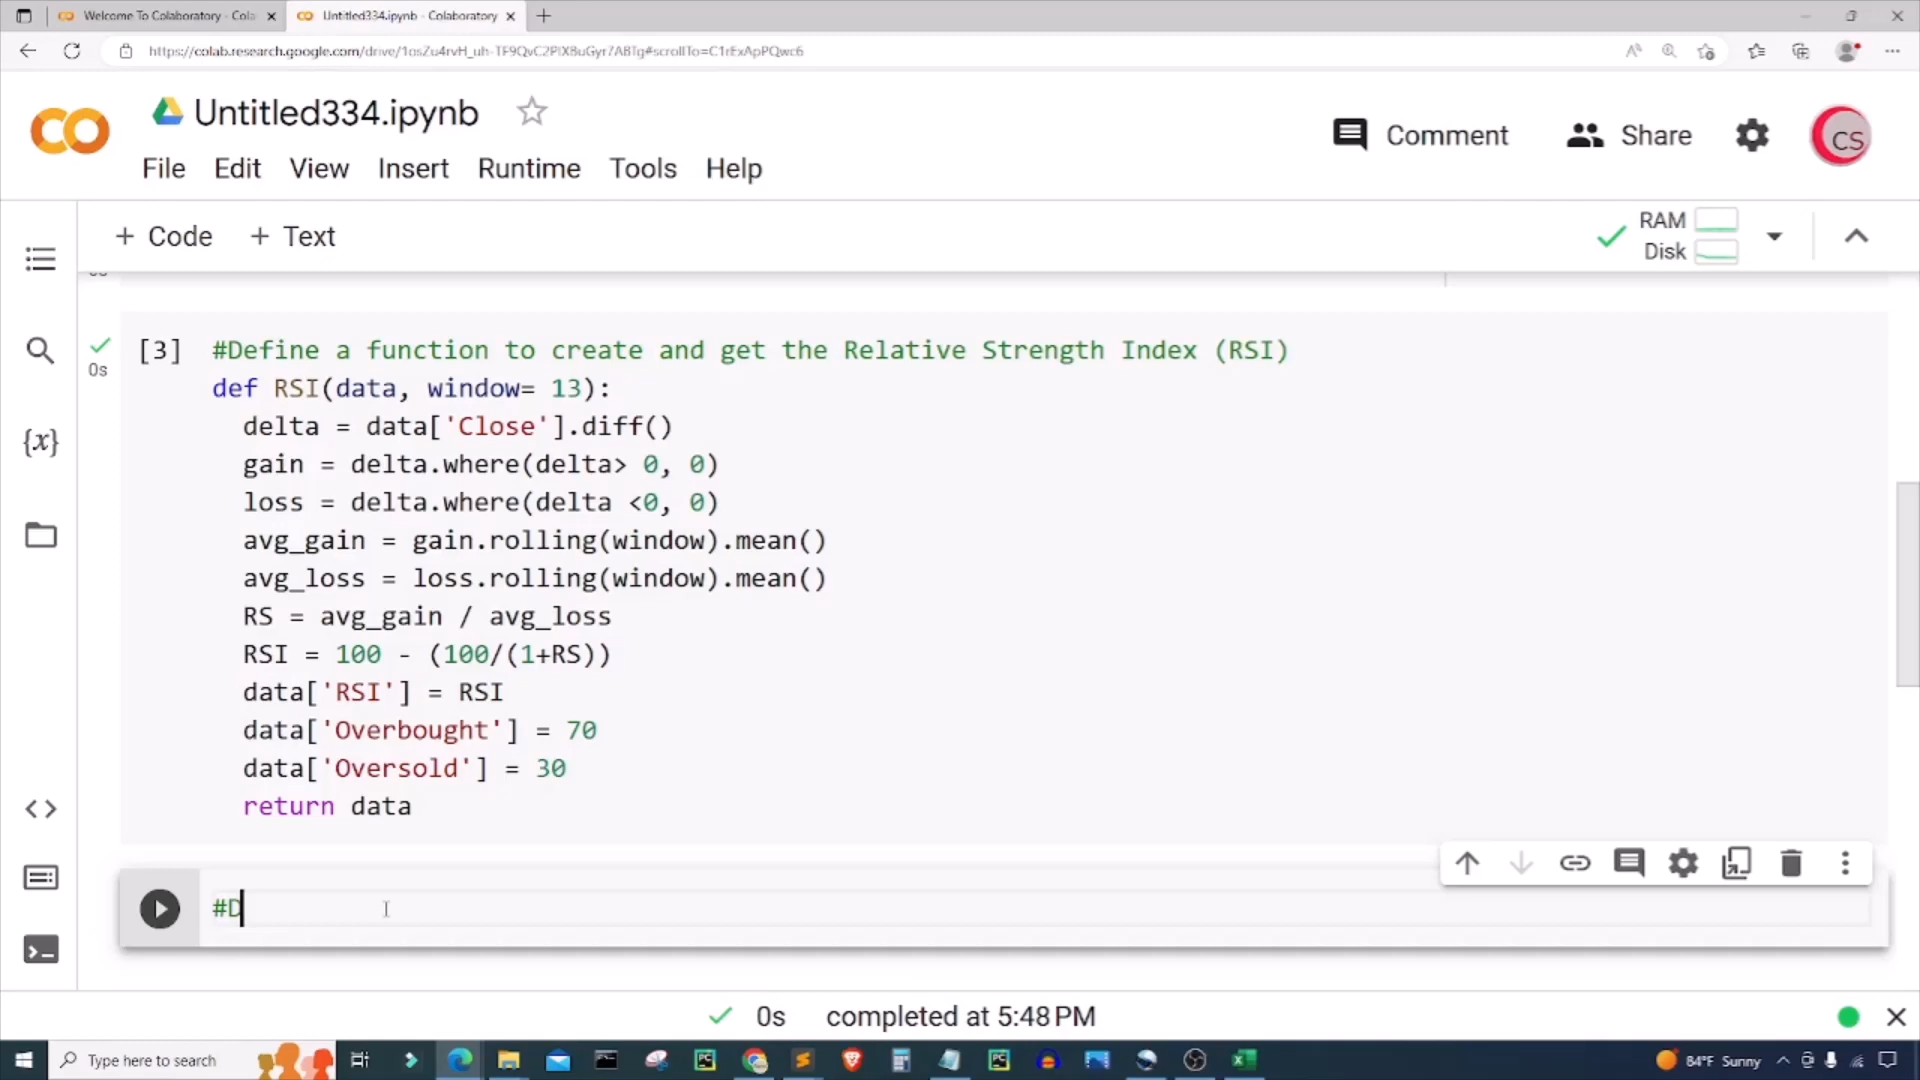 Welcome To Colaboratory - Cola
Untitled334.ipynb - Colaboratory
https://colab.research.google.com/drive/1osZu4rvH_uh-TF9QvC2PIX8uGyr7ABTg#scrollTo=C1rExApPQwc6
Untitled334.ipynb
Comment
Share
CS
File Edit View Insert Runtime Tools Help
+ Code + Text
RAM
Disk
0s
[3] #Define a function to create and get the Relative Strength Index (RSI)
def RSI(data, window= 13):
delta = data['Close'].diff()
gain = delta.where(delta> 0, 0)
loss = delta.where(delta <0, 0)
avg_gain = gain.rolling(window).mean()
avg_loss = loss.rolling(window).mean()
RS = avg_gain / avg_loss
RSI = 100 - (100/(1+RS))
data['RSI'] = RSI
data['Overbought'] = 70
data['Oversold'] = 30
return data
#D
0s completed at 5:48 PM
Type here to search
84°F Sunny